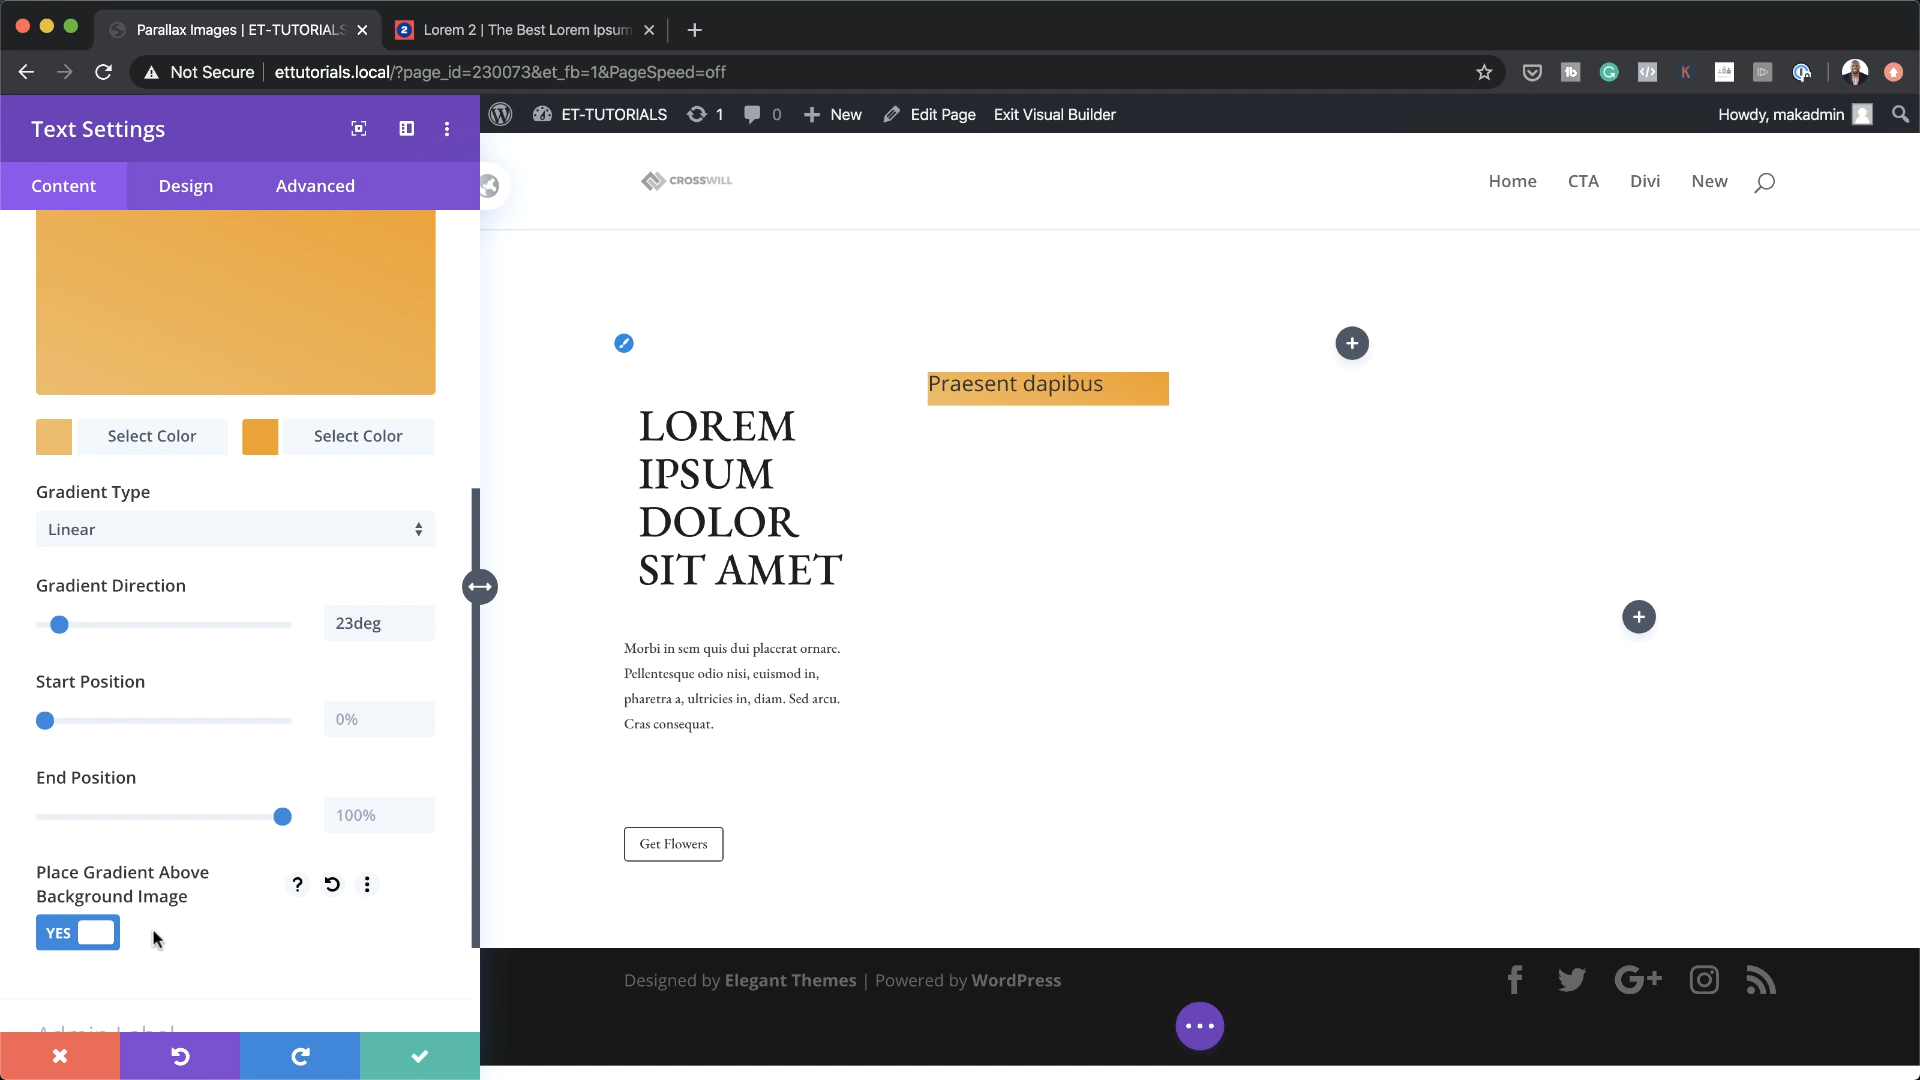 Parallax Images | ET-TUTORIALS
Lorem 2 | The Best Lorem Ipsum
Not Secure
ettutorials.local/?page_id=230073&et_fb=1&PageSpeed=off
ET-TUTORIALS
1
0
New
Edit Page
Exit Visual Builder
Howdy, makadmin
Text Settings
Content
Design
Advanced
CROSSWILL
Home
CTA
Divi
New
Select Color
Select Color
Gradient Type
Linear
Gradient Direction
23deg
Start Position
0%
End Position
100%
Place Gradient Above
Background Image
YES
Admin Label
Praesent dapibus
LOREM
IPSUM
DOLOR
SIT AMET
Morbi in sem quis dui placerat ornare.
Pellentesque odio nisi, euismod in,
pharetra a, ultricies in, diam. Sed arcu.
Cras consequat.
Get Flowers
Designed by Elegant Themes | Powered by WordPress